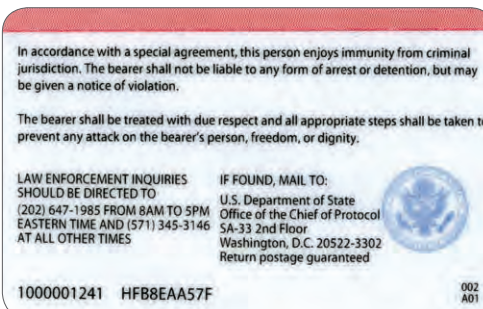 In accordance with a special agreement, this person enjoys immunity from criminal
jurisdiction. The bearer shall not be liable to any form of arrest or detention, but may
be given a notice of violation.
The bearer shall be treated with due respect and all appropriate steps shall be taken to
prevent any attack on the bearer's person, freedom, or dignity.
LAW ENFORCEMENT INQUIRIES
SHOULD BE DIRECTED TO
(202) 647-1985 FROM 8AM TO 5PM
EASTERN TIME AND (571) 345-3146
AT ALL OTHER TIMES
IF FOUND, MAIL TO:
U.S. Department of State
Office of the Chief of Protocol
SA-33 2nd Floor
Washington, D.C. 20522-3302
Return postage guaranteed
1000001241 HFB8EAA57F
002
A01